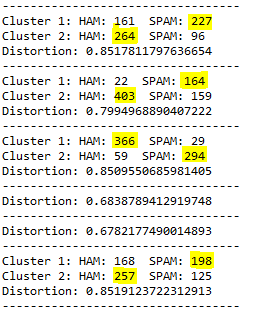 ----------------------------------
Cluster 1: HAM: 161  SPAM: 227
Cluster 2: HAM: 264  SPAM: 96
Distortion: 0.8517811797636654
----------------------------------
Cluster 1: HAM: 22  SPAM: 164
Cluster 2: HAM: 403  SPAM: 159
Distortion: 0.7994968890407222
----------------------------------
Cluster 1: HAM: 366  SPAM: 29
Cluster 2: HAM: 59  SPAM: 294
Distortion: 0.8509550685981405
----------------------------------
Distortion: 0.6838789412919748
----------------------------------
Distortion: 0.6782177490014893
----------------------------------
Cluster 1: HAM: 168  SPAM: 198
Cluster 2: HAM: 257  SPAM: 125
Distortion: 0.8519123722312913
----------------------------------